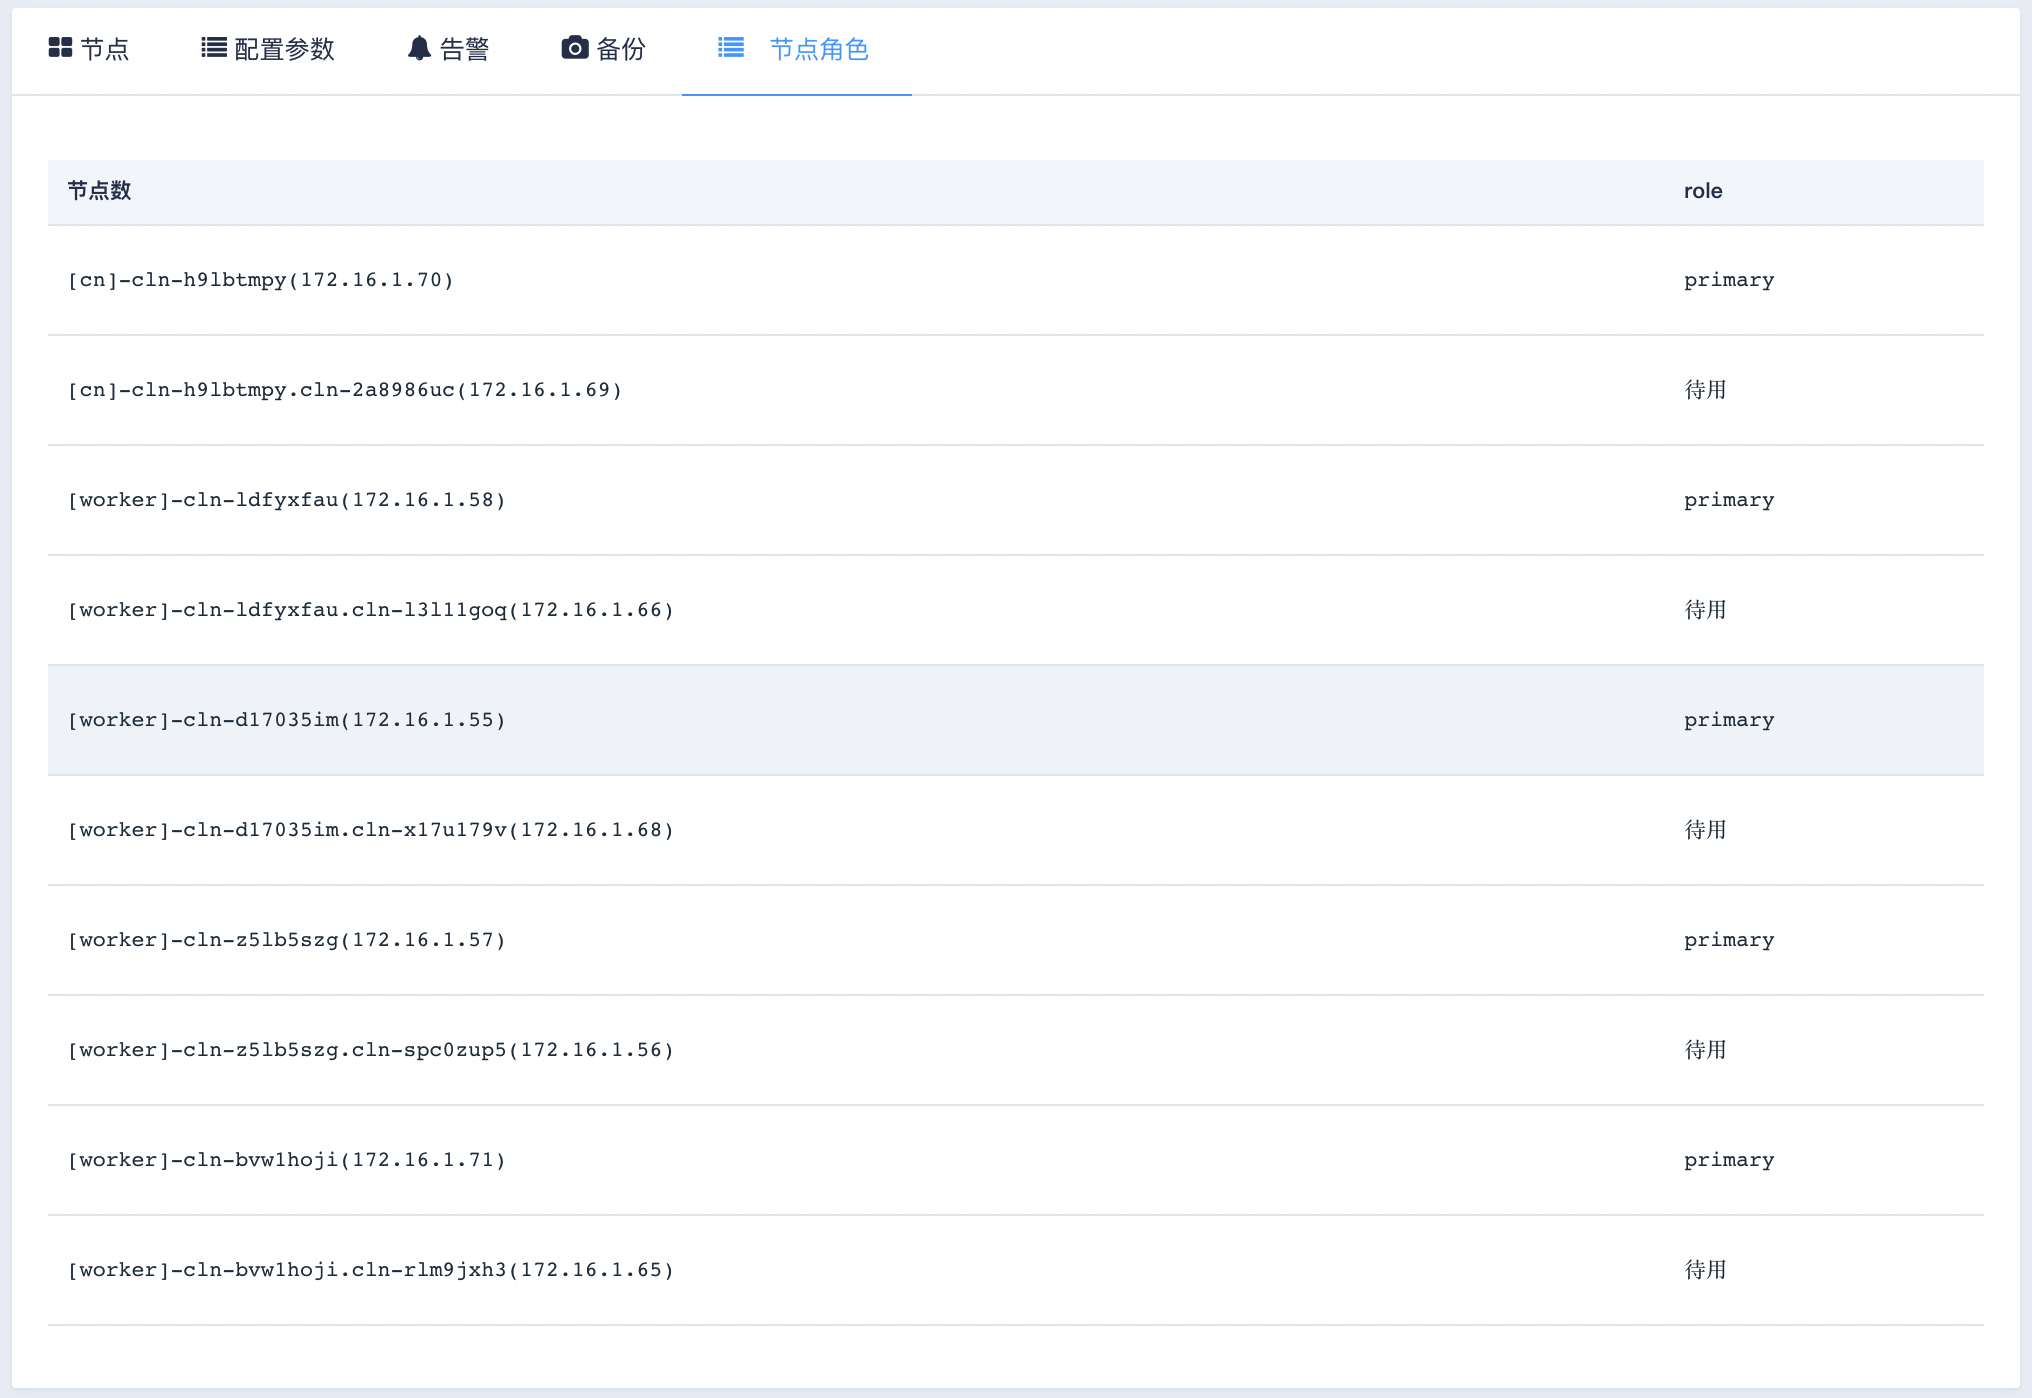 节点 配置参数 告警 备份 节点角色
节点数 role
[cn]-cln-h9lbtmpy(172.16.1.70) primary
[cn]-cln-h9lbtmpy.cln-2a8986uc(172.16.1.69) 待用
[worker]-cln-ldfyxfau(172.16.1.58) primary
[worker]-cln-ldfyxfau.cln-l3l11goq(172.16.1.66) 待用
[worker]-cln-d17035im(172.16.1.55) primary
[worker]-cln-d17035im.cln-x17u179v(172.16.1.68) 待用
[worker]-cln-z5lb5szg(172.16.1.57) primary
[worker]-cln-z5lb5szg.cln-spc0zup5(172.16.1.56) 待用
[worker]-cln-bvw1hoji(172.16.1.71) primary
[worker]-cln-bvw1hoji.cln-rlm9jxh3(172.16.1.65) 待用